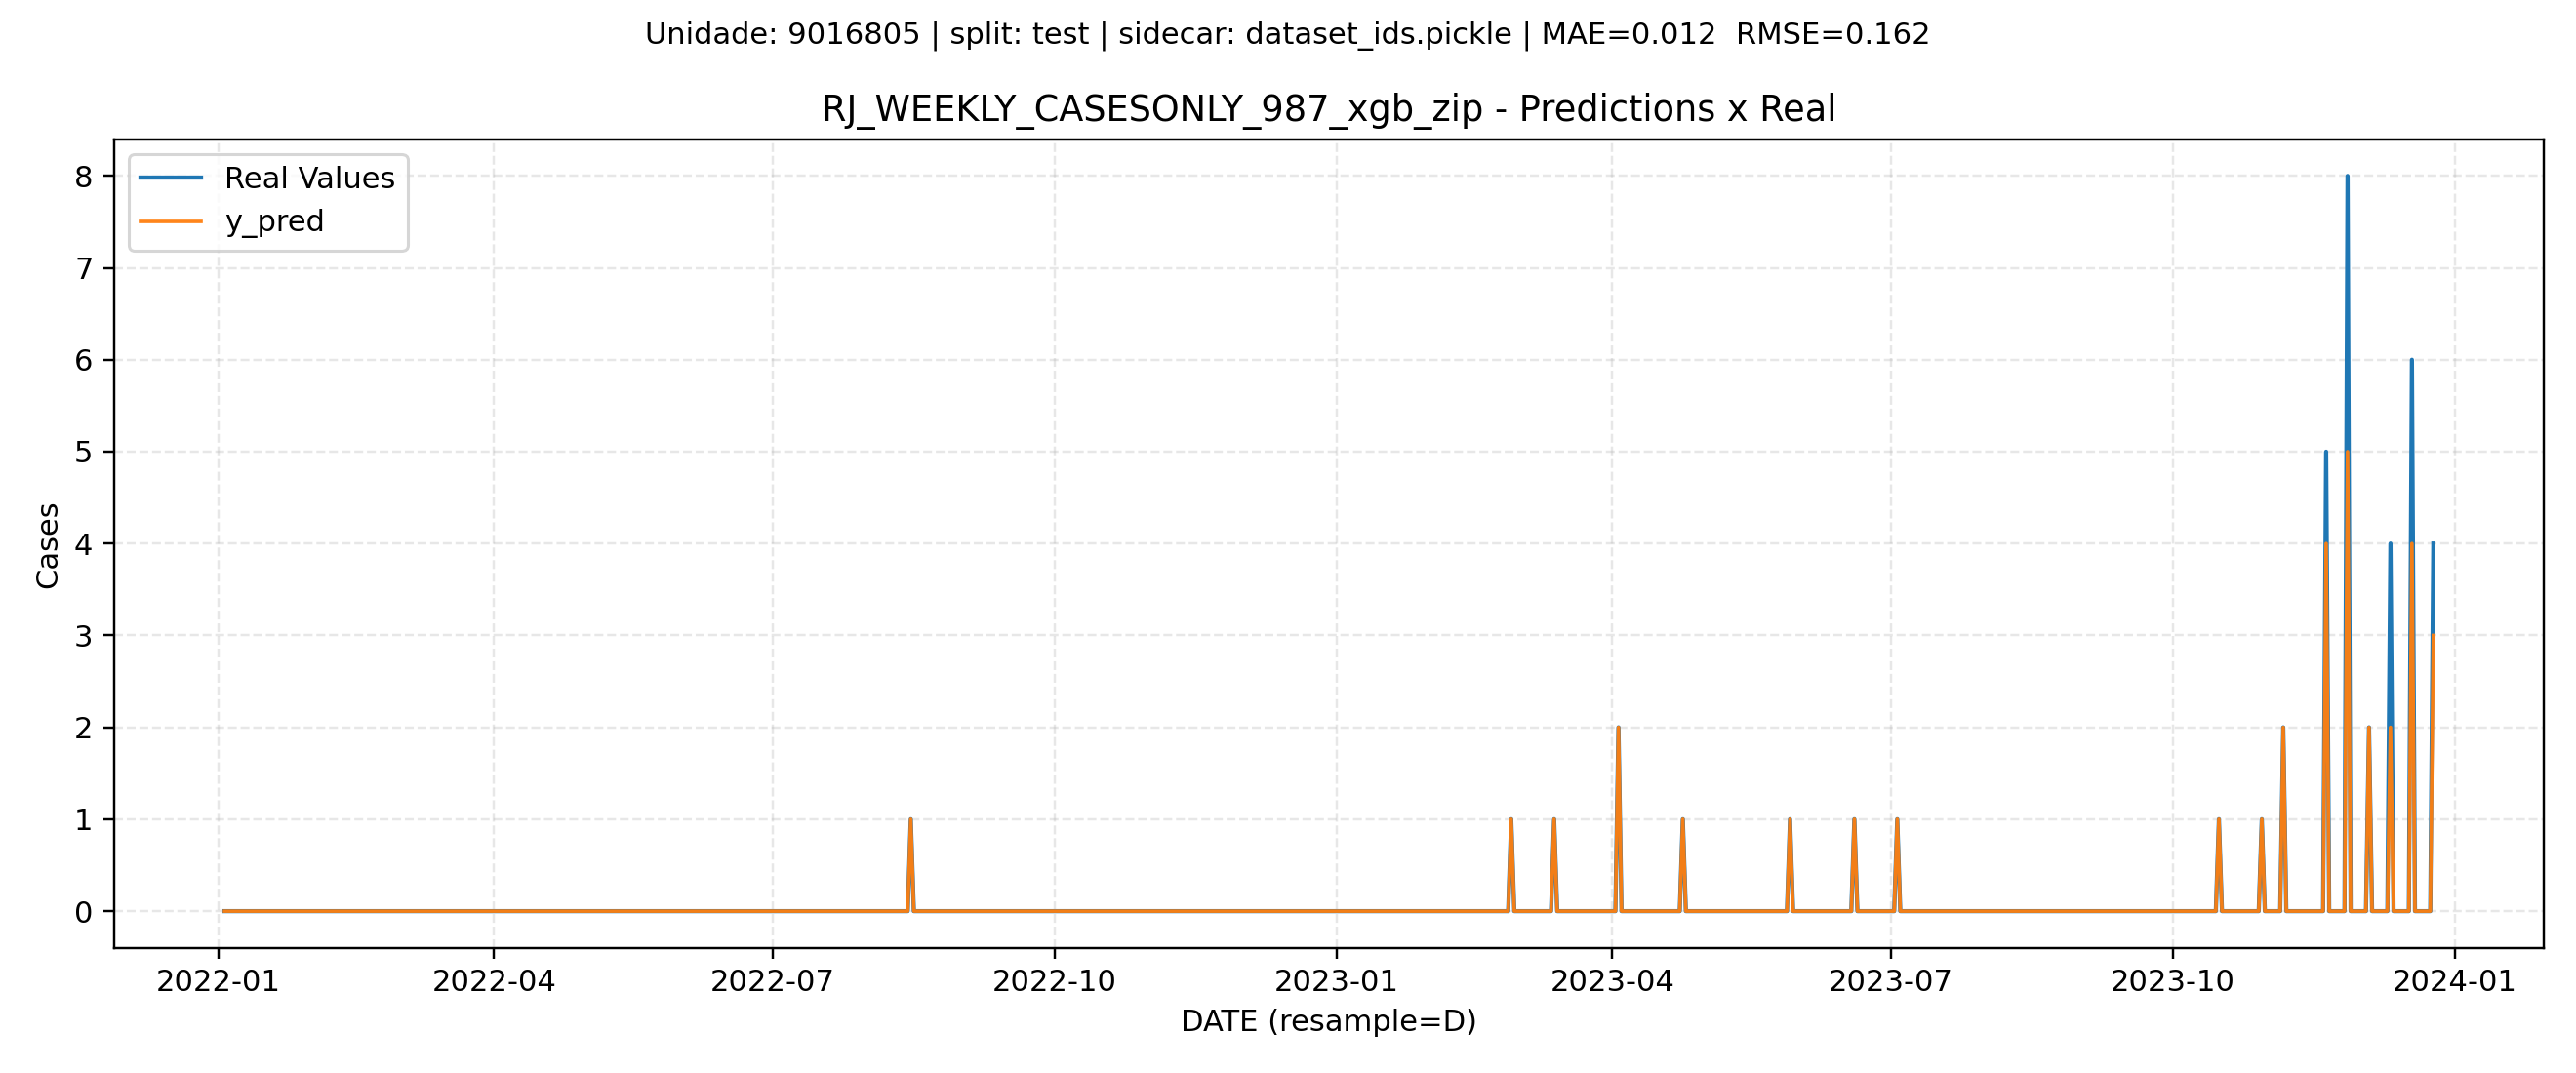 Unidade: 9016805 | split: test | sidecar: dataset_ids.pickle | MAE=0.012  RMSE=0.162
RJ_WEEKLY_CASESONLY_987_xgb_zip - Predictions x Real
Real Values
y_pred
Cases
8
7
6
5
4
3
2
1
0
2022-01 2022-04 2022-07 2022-10 2023-01 2023-04 2023-07 2023-10 2024-01
DATE (resample=D)